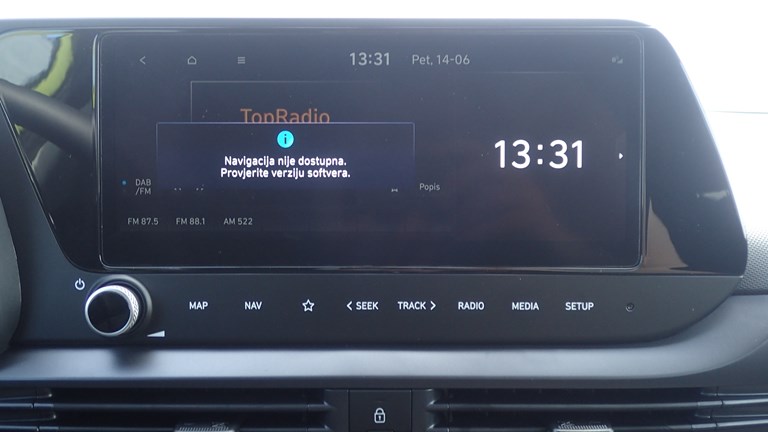 13:31 Pet, 14-06
TopRadio
Navigacija nije dostupna.
Provjerite verziju softvera.
13:31
DAB
/FM
Popis
FM 87.5 FM 88.1 AM 522
MAP NAV SEEK TRACK RADIO MEDIA SETUP